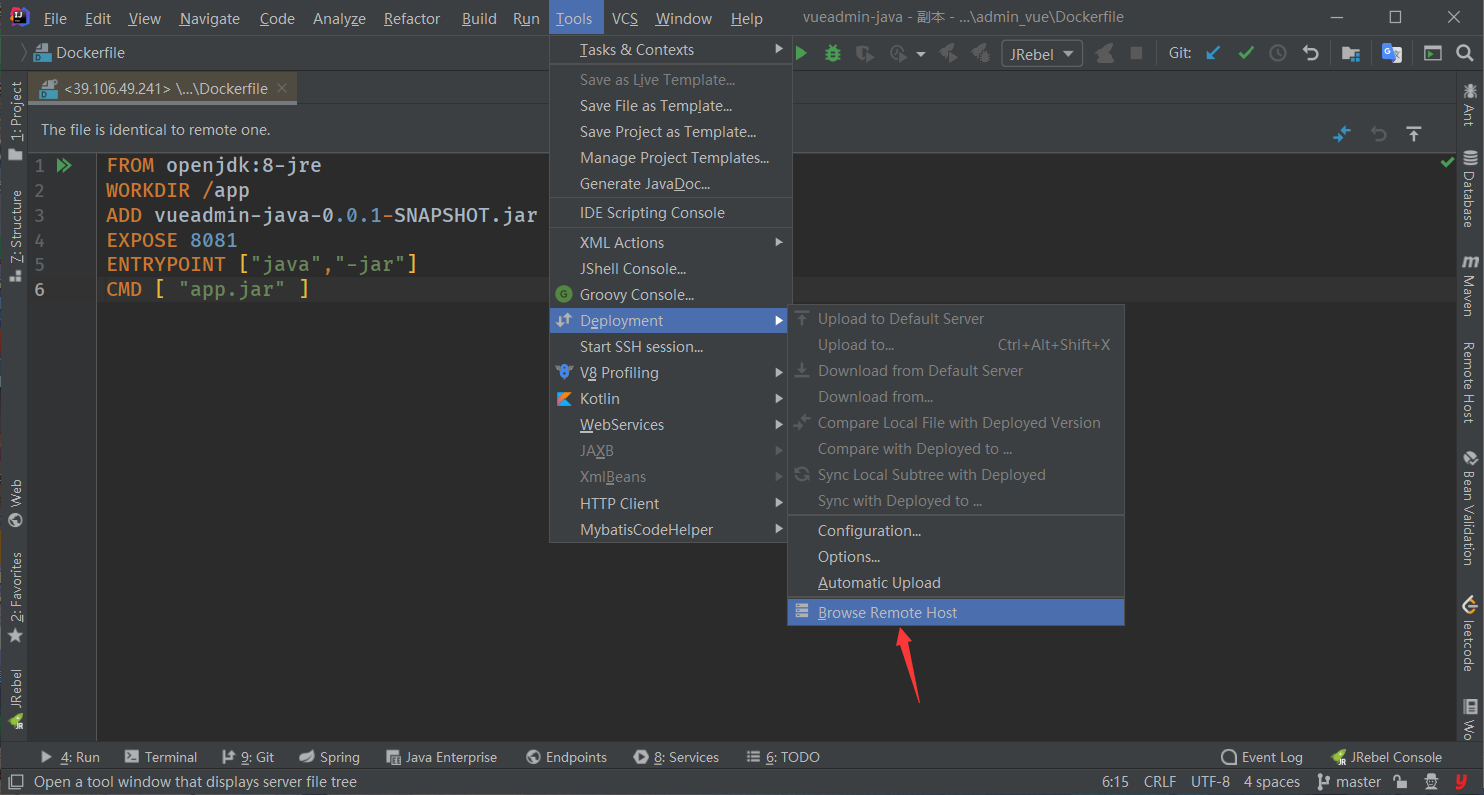 File Edit View Navigate Code Analyze Refactor Build Run Tools VCS Window Help vueadmin-java - 副本 - ...\admin_vue\Dockerfile
Dockerfile
JRebel
Git:
<39.106.49.241> \...\Dockerfile
The file is identical to remote one.
1 FROM openjdk:8-jre
2 WORKDIR /app
3 ADD vueadmin-java-0.0.1-SNAPSHOT.jar
4 EXPOSE 8081
5 ENTRYPOINT ["java","-jar"]
6 CMD [ "app.jar" ]
Tasks & Contexts
Save as Live Template...
Save File as Template...
Save Project as Template...
Manage Project Templates...
Generate JavaDoc...
IDE Scripting Console
XML Actions
JShell Console...
G Groovy Console...
Deployment
Start SSH session...
V8 Profiling
Kotlin
WebServices
JAXB
XmlBeans
HTTP Client
MybatisCodeHelper
Upload to Default Server
Upload to... Ctrl+Alt+Shift+X
Download from Default Server
Download from...
Compare Local File with Deployed Version
Compare with Deployed to ...
Sync Local Subtree with Deployed
Sync with Deployed to ...
Configuration...
Options...
Automatic Upload
Browse Remote Host
1: Project
Z: Structure
Web
2: Favorites
JRebel
Ant
Database
Maven
Remote Host
Bean Validation
leetcode
Wo
4: Run Terminal 9: Git Spring Java Enterprise Endpoints 8: Services 6: TODO Event Log JRebel Console
Open a tool window that displays server file tree 6:15 CRLF UTF-8 4 spaces master